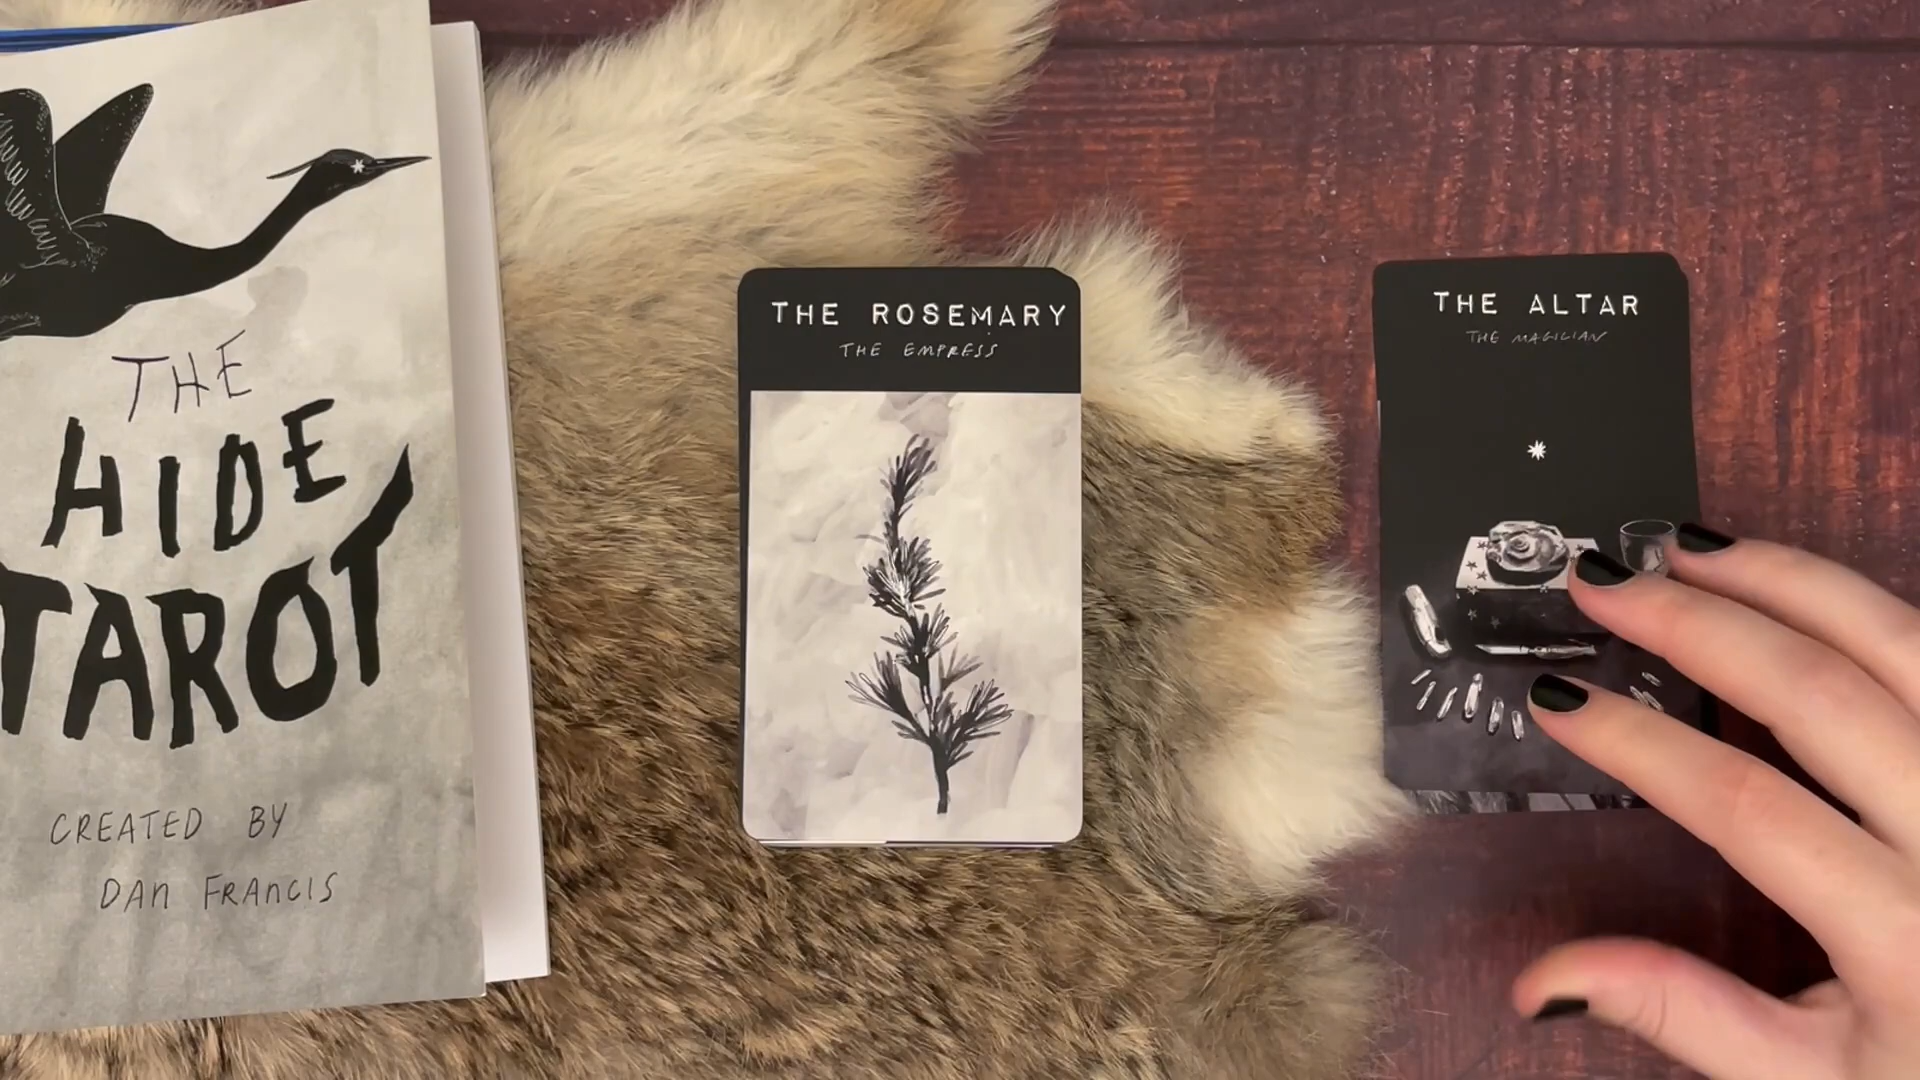 THE
HIDE
TAROT
CREATED BY
DAN FRANCIS
THE ROSEMARY
THE EMPRESS
THE ALTAR
THE MAGICIAN